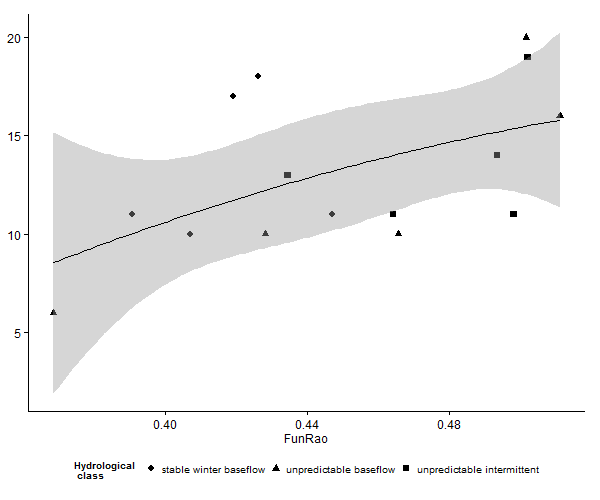 20
15
10
5
0.40 0.44 0.48
FunRao
Hydrological
class
stable winter baseflow unpredictable baseflow unpredictable intermittent